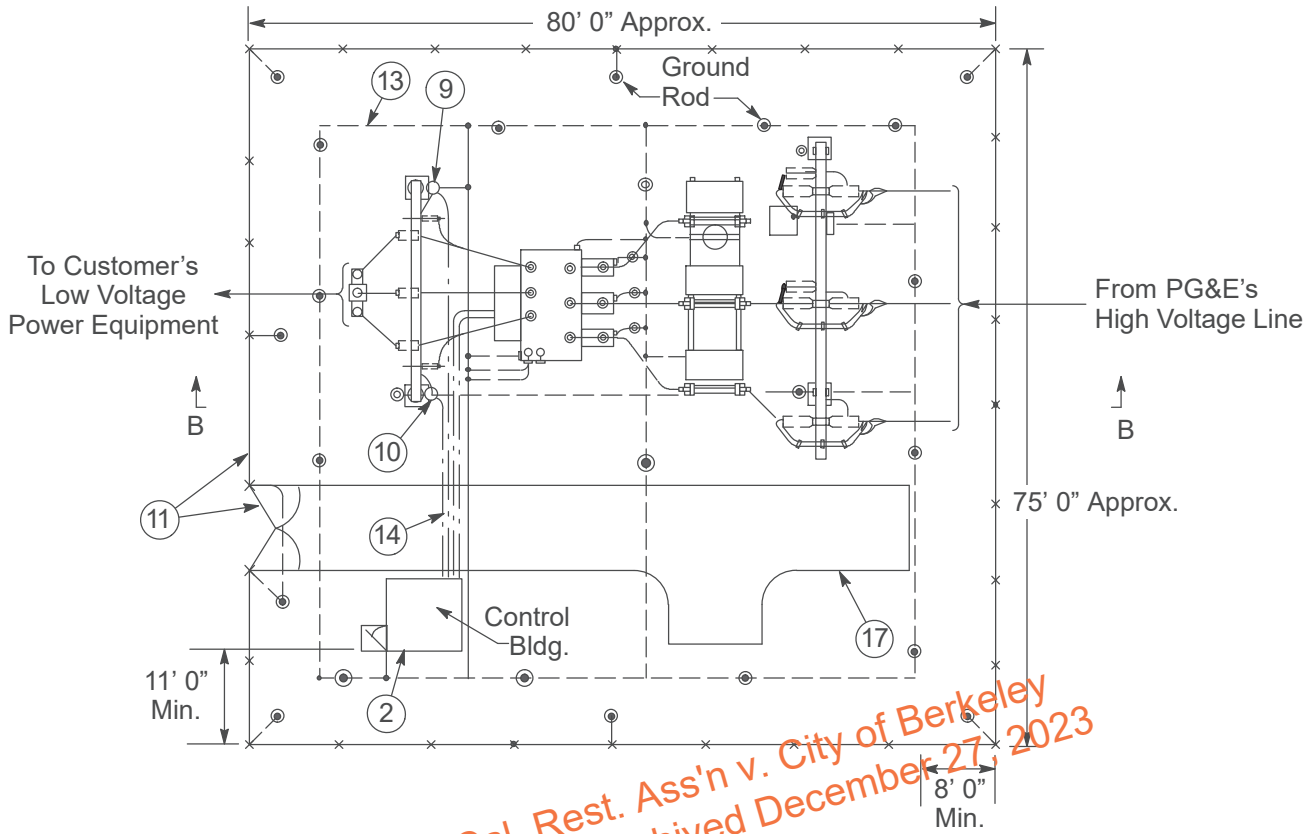 80’ 0” Approx.
13
9
Ground
Rod
To Customer’s
Low Voltage
Power Equipment
From PG&E’s
High Voltage Line
B
B
10
11
75’ 0” Approx.
14
Control
Bldg.
17
11’ 0”
Min.
2
Rest. Ass'n v. City of Berkeley
December 27, 2023
8’ 0”
Min.